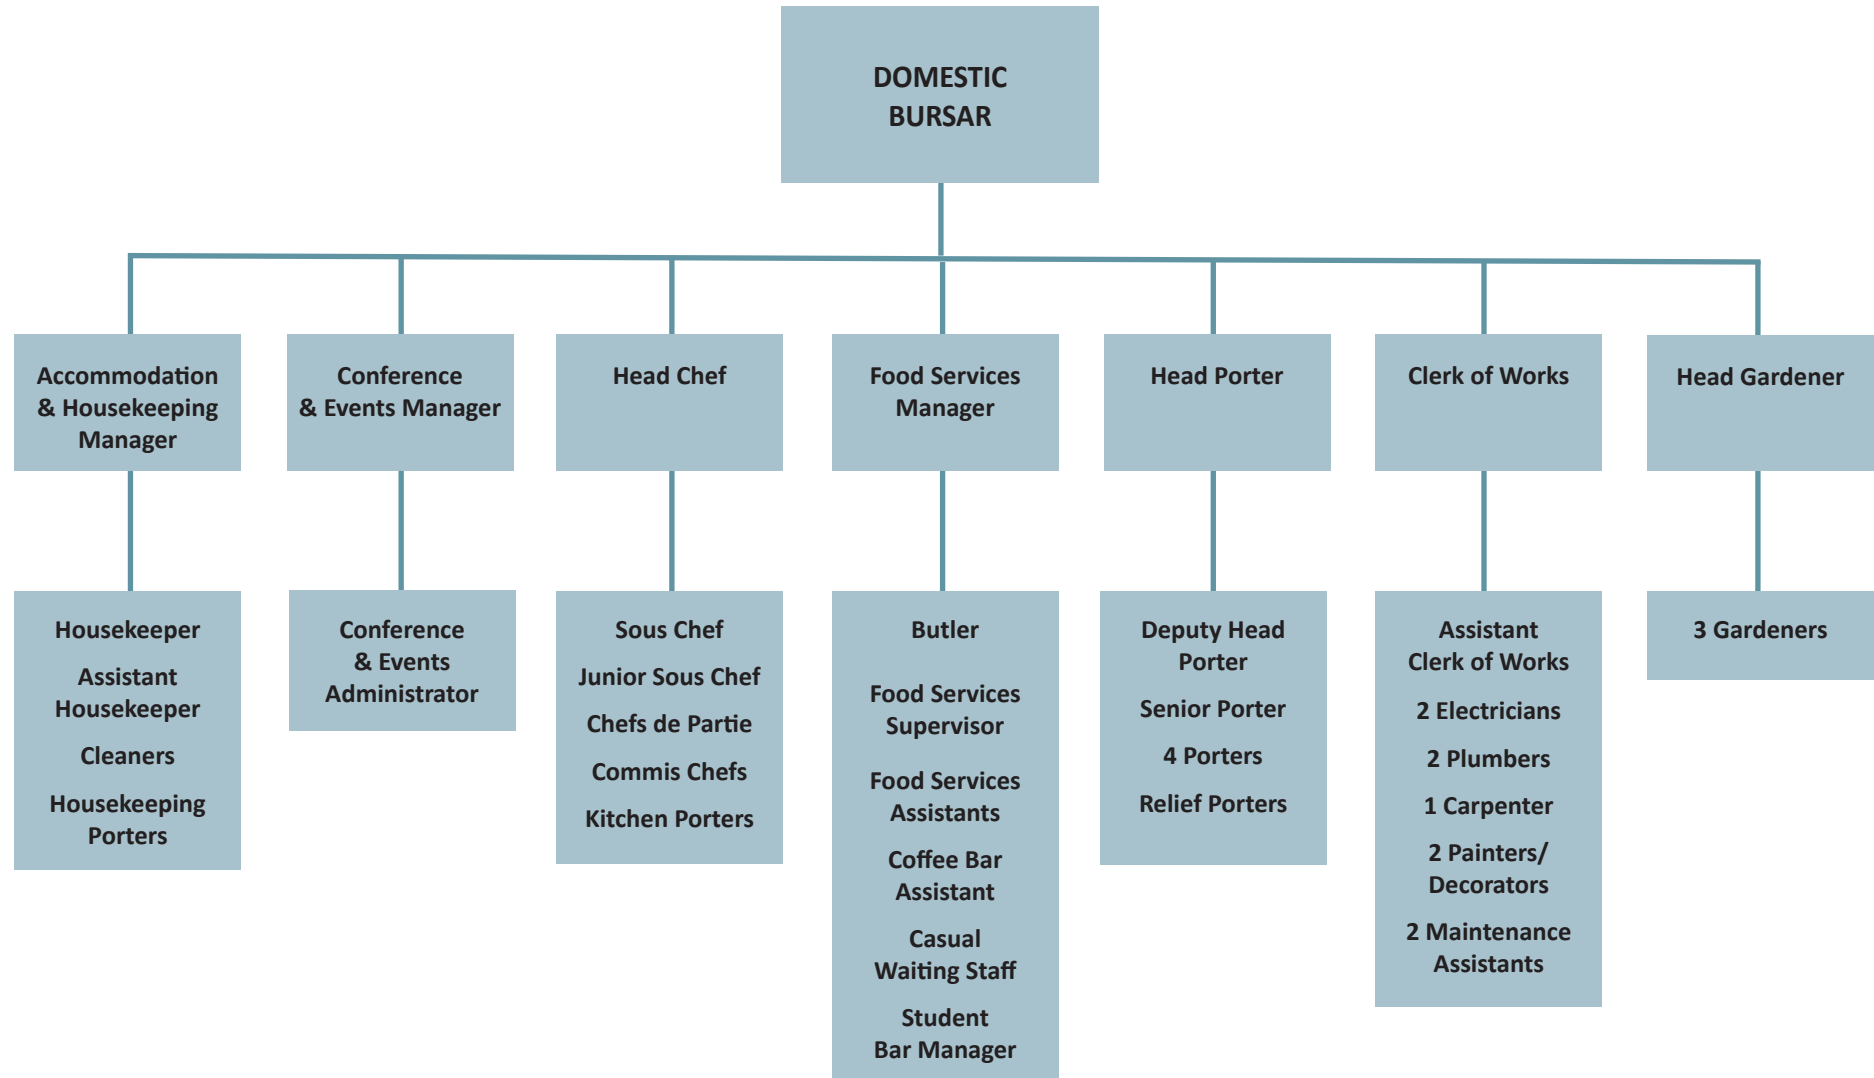 DOMESTIC
BURSAR
Accommodation
& Housekeeping
Manager
Conference
& Events Manager
Head Chef
Food Services
Manager
Head Porter
Clerk of Works
Head Gardener
Housekeeper
Assistant
Housekeeper
Cleaners
Housekeeping
Porters
Conference
& Events
Administrator
Sous Chef
Junior Sous Chef
Chefs de Partie
Commis Chefs
Kitchen Porters
Butler
Food Services
Supervisor
Food Services
Assistants
Coffee Bar
Assistant
Casual
Waiting Staff
Student
Bar Manager
Deputy Head
Porter
Senior Porter
4 Porters
Relief Porters
Assistant
Clerk of Works
2 Electricians
2 Plumbers
1 Carpenter
2 Painters/
Decorators
2 Maintenance
Assistants
3 Gardeners